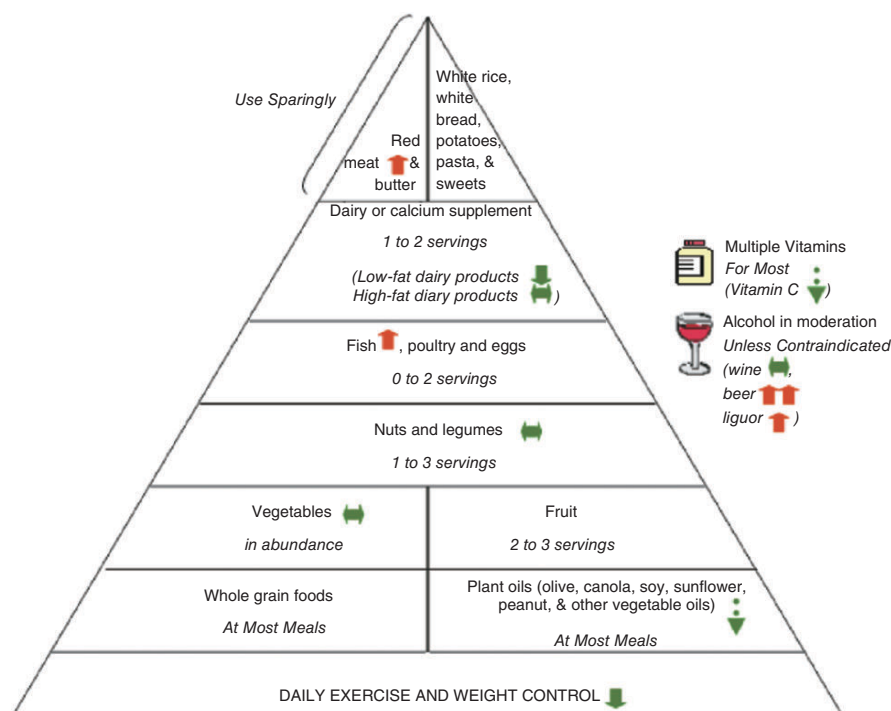 Use Sparingly
Red
meat &
butter
White rice,
white
bread,
potatoes,
pasta, &
sweets
Dairy or calcium supplement
1 to 2 servings
(Low-fat dairy products
High-fat diary products )
Fish , poultry and eggs
0 to 2 servings
Nuts and legumes
1 to 3 servings
Vegetables
in abundance
Fruit
2 to 3 servings
Whole grain foods
At Most Meals
Plant oils (olive, canola, soy, sunflower,
peanut, & other vegetable oils)
At Most Meals
DAILY EXERCISE AND WEIGHT CONTROL
Multiple Vitamins
For Most
(Vitamin C )
Alcohol in moderation
Unless Contraindicated
(wine ,
beer
liguor )